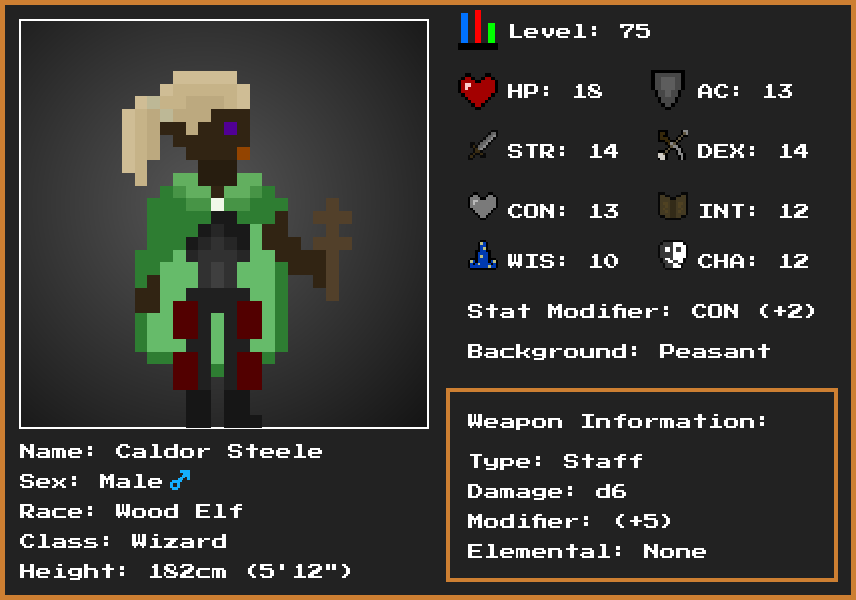 Level: 75
HP: 18 AC: 13
STR: 14 DEX: 14
CON: 13 INT: 12
WIS: 10 CHA: 12
Stat Modifier: CON (+2)
Background: Peasant
Weapon Information:
Type: Staff
Damage: d6
Modifier: (+5)
Elemental: None
Name: Caldor Steele
Sex: Male ♂
Race: Wood Elf
Class: Wizard
Height: 182cm (5'12")